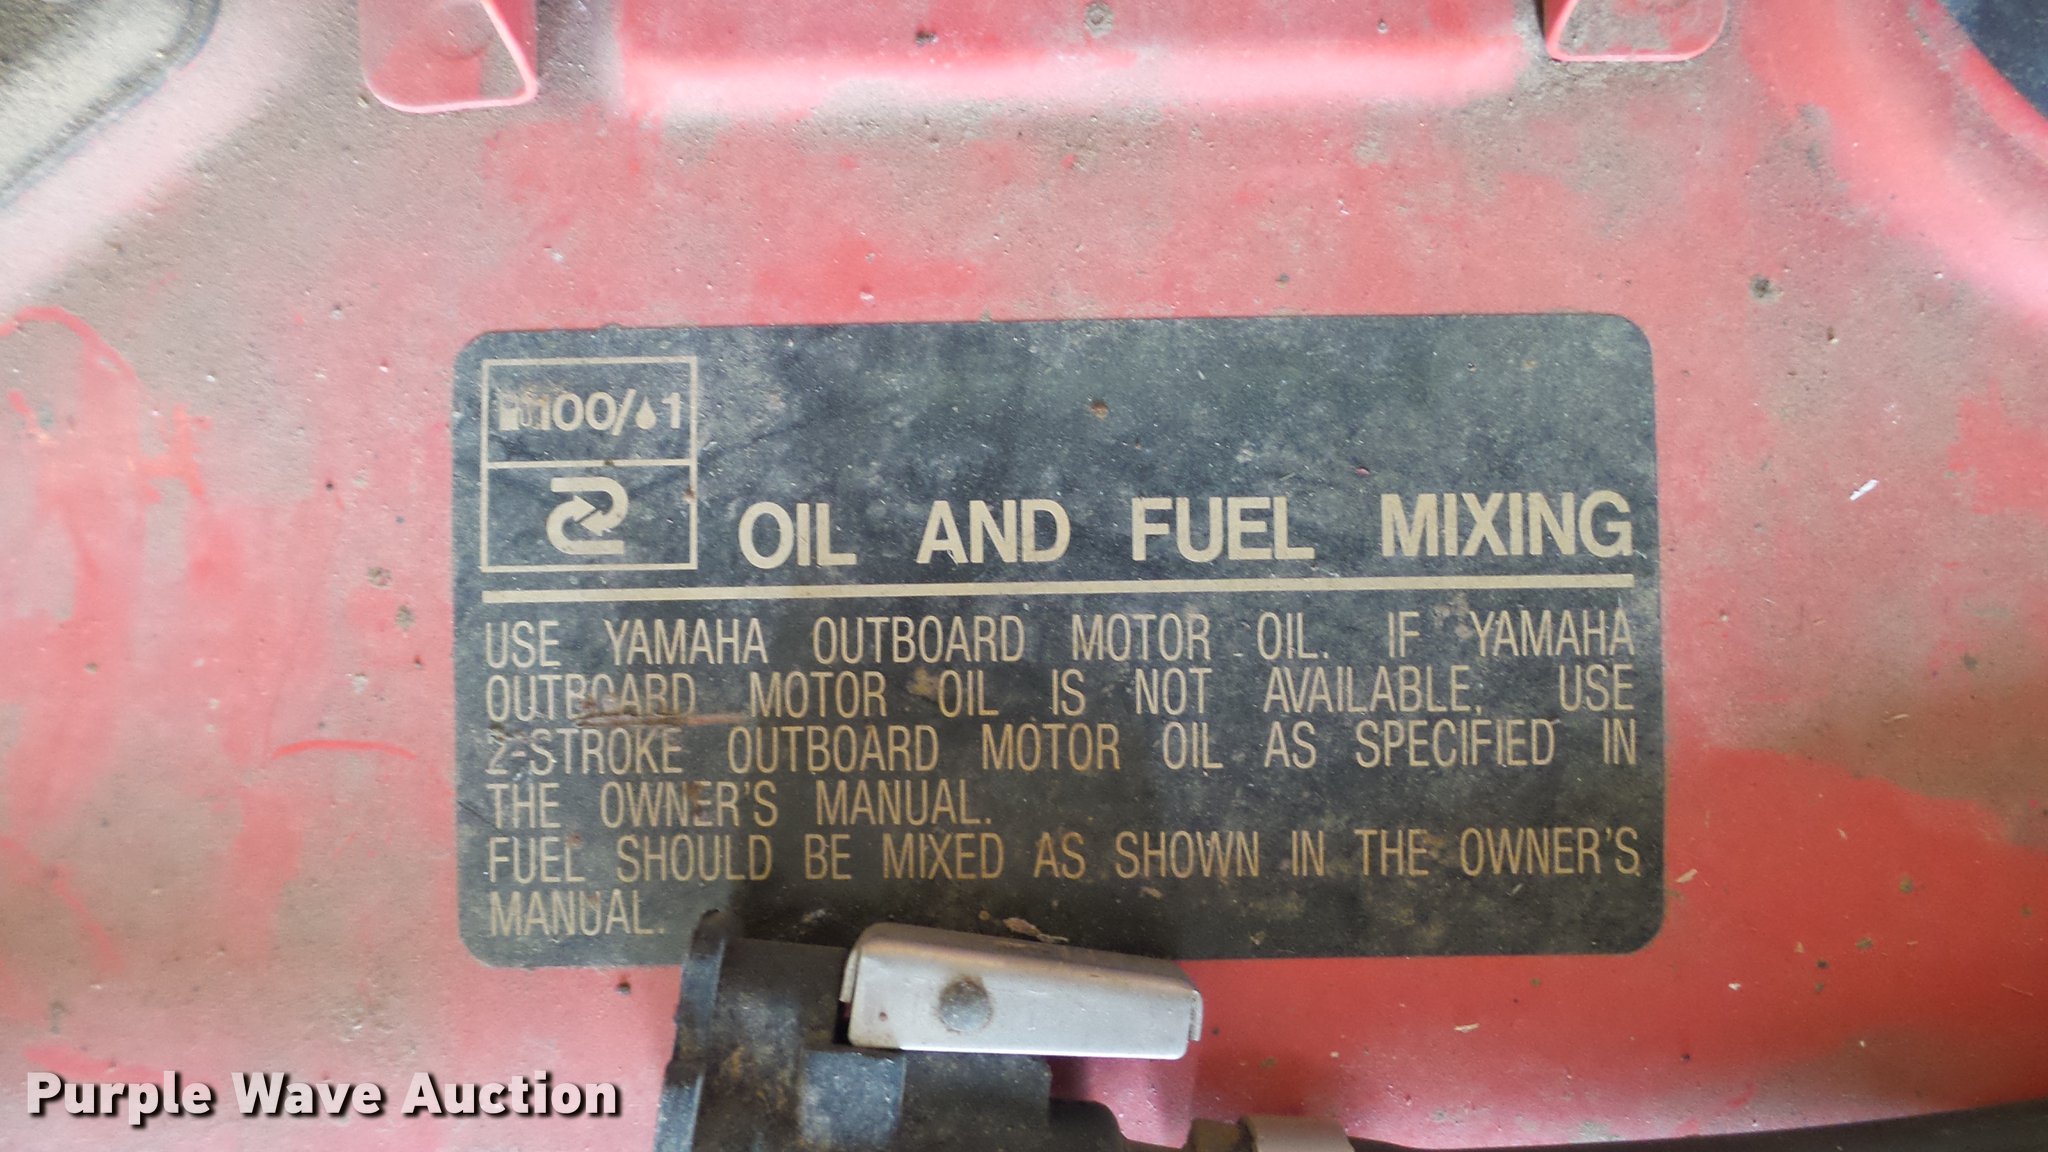 100/1
OIL AND FUEL MIXING
USE YAMAHA OUTBOARD MOTOR OIL. IF YAMAHA
OUTBOARD MOTOR OIL IS NOT AVAILABLE, USE
2-STROKE OUTBOARD MOTOR OIL AS SPECIFIED IN
THE OWNER'S MANUAL.
FUEL SHOULD BE MIXED AS SHOWN IN THE OWNER'S
MANUAL.
Purple Wave Auction